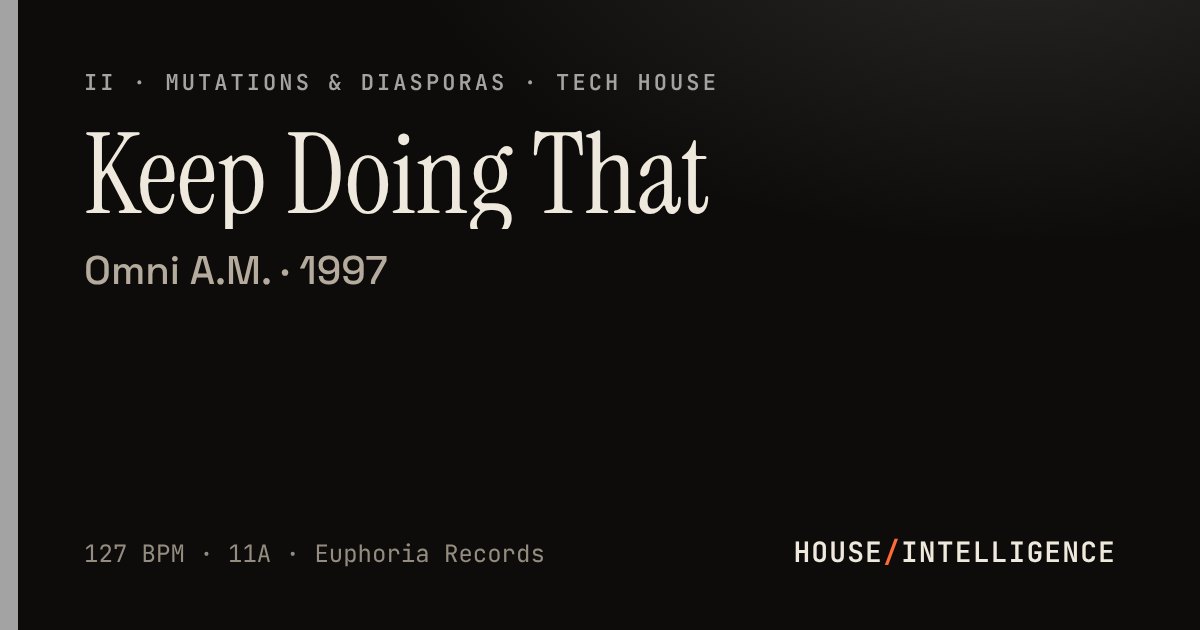 II · MUTATIONS & DIASPORAS · TECH HOUSE
Keep Doing That
Omni A.M. · 1997
127 BPM · 11A · Euphoria Records
HOUSE/INTELLIGENCE